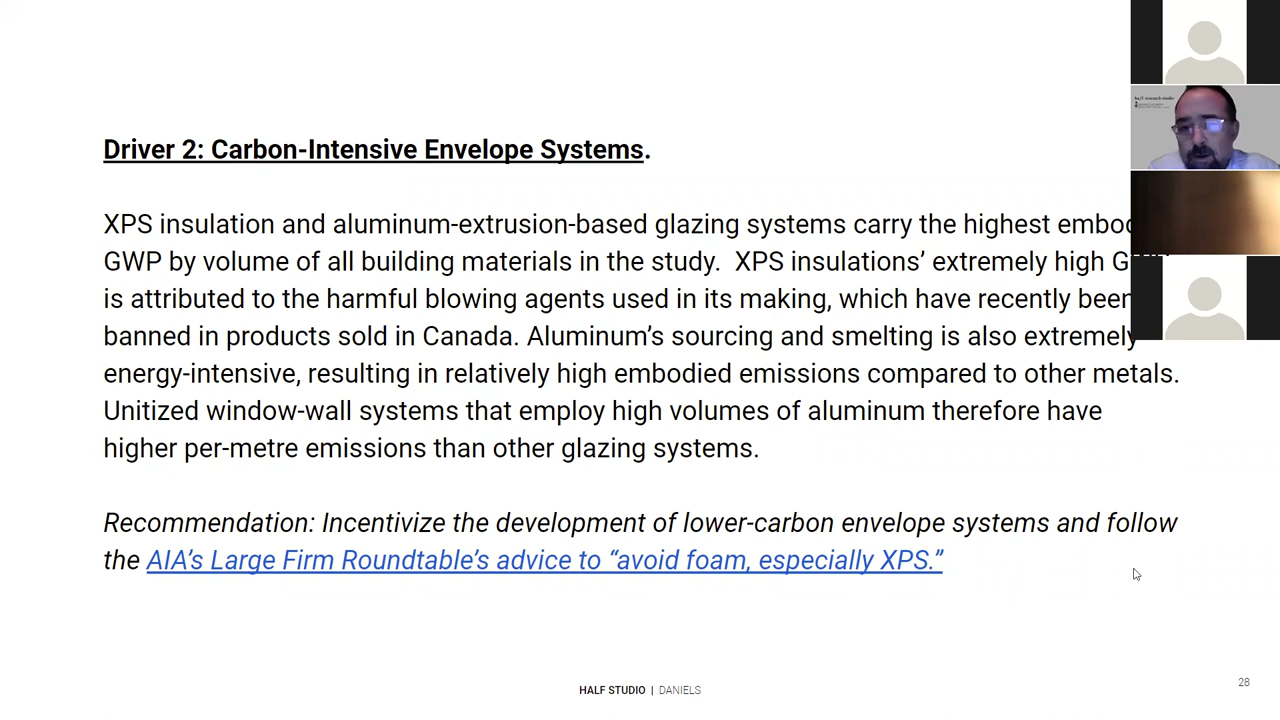 Driver 2: Carbon-Intensive Envelope Systems.
XPS insulation and aluminum-extrusion-based glazing systems carry the highest
GWP by volume of all building materials in the study. XPS insulations’ extremely high
is attributed to the harmful blowing agents used in its making, which have recently been
banned in products sold in Canada. Aluminum’s sourcing and smelting is also extremely
energy-intensive, resulting in relatively high embodied emissions compared to other metals.
Unitized window-wall systems that employ high volumes of aluminum therefore have
higher per-metre emissions than other glazing systems.
Recommendation: Incentivize the development of lower-carbon envelope systems and follow
the AIA’s Large Firm Roundtable’s advice to “avoid foam, especially XPS.”
HALF STUDIO | DANIELS
28